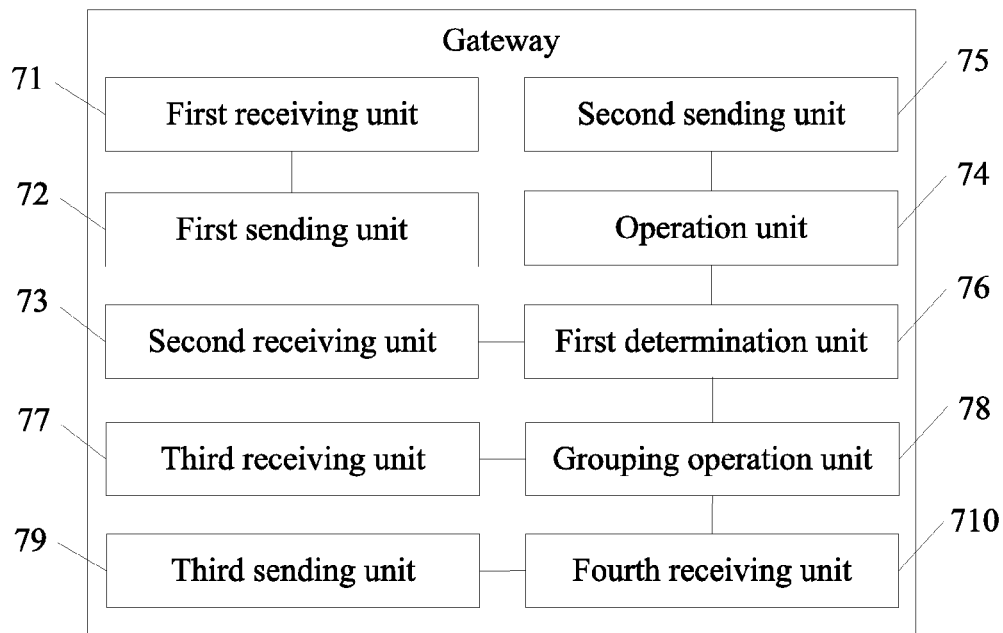 Gateway
71
First receiving unit
Second sending unit
75
72
First sending unit
Operation unit
74
73
Second receiving unit
First determination unit
76
77
Third receiving unit
Grouping operation unit
78
79
Third sending unit
Fourth receiving unit
710